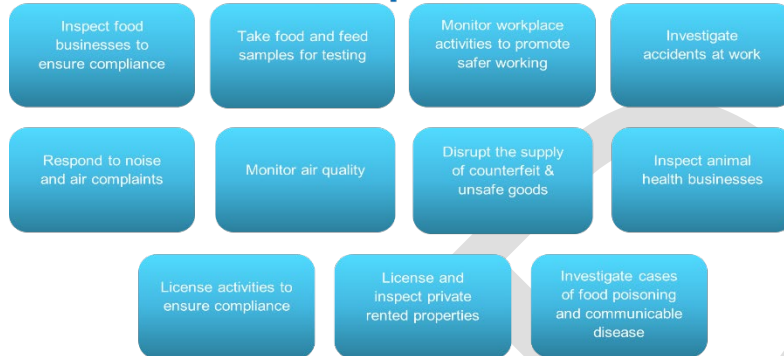 Inspect food
businesses to
ensure compliance
Take food and feed
samples for testing
Monitor workplace
activities to promote
safer working
Investigate
accidents at work
Respond to noise
and air complaints
Monitor air quality
Disrupt the supply
of counterfeit &
unsafe goods
Inspect animal
health businesses
License activities to
ensure compliance
License and
inspect private
rented properties
Investigate cases
of food poisoning
and communicable
disease